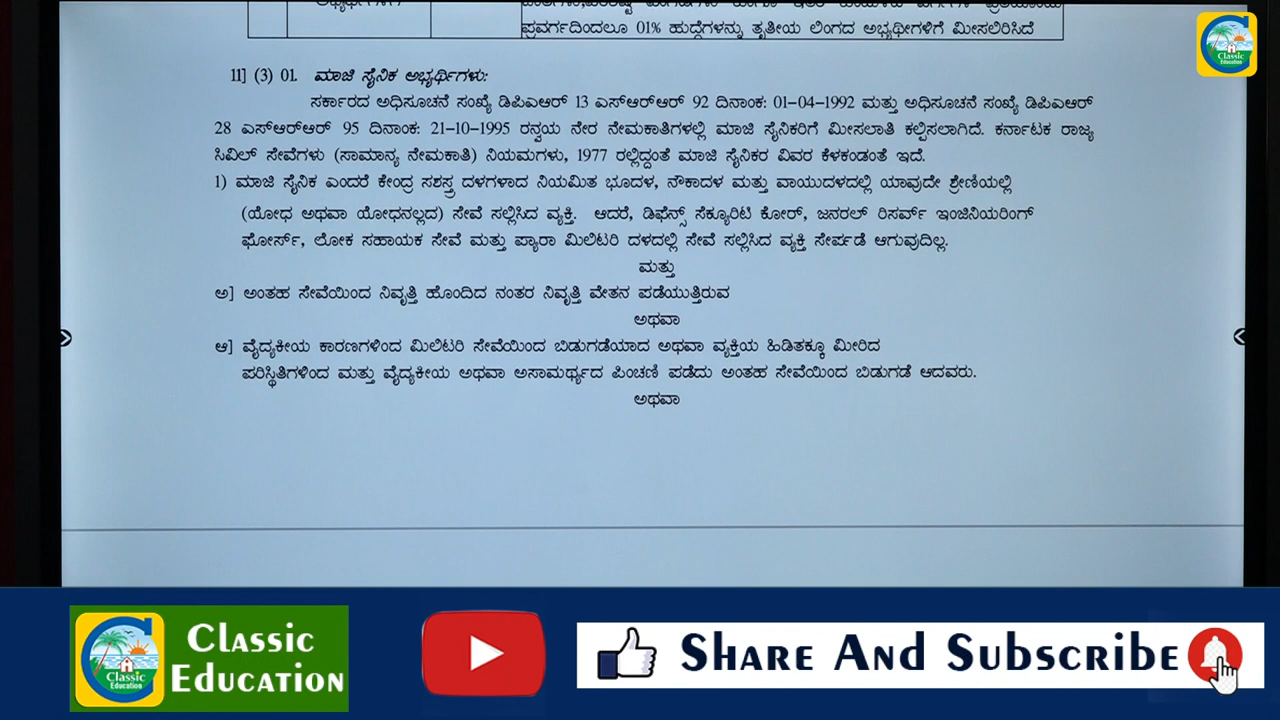 ಪ್ರವರ್ಗದಿಂದಲೂ 01% ಹುದ್ದೆಗಳನ್ನು ತೃತೀಯ ಲಿಂಗದ ಅಭ್ಯರ್ಥಿಗಳಿಗೆ ಮೀಸಲಿರಿಸಿದೆ
Classic
Education
11] (3) 01. ಮಾಜಿ ಸೈನಿಕ ಅಭ್ಯರ್ಥಿಗಳು:
ಸರ್ಕಾರದ ಅಧಿಸೂಚನೆ ಸಂಖ್ಯೆ ಡಿಪಿಎಆರ್ 13 ಎಸ್ಆರ್ಆರ್ 92 ದಿನಾಂಕ: 01-04-1992 ಮತ್ತು ಅಧಿಸೂಚನೆ ಸಂಖ್ಯೆ ಡಿಪಿಎಆರ್
28 ಎಸ್ಆರ್ಆರ್ 95 ದಿನಾಂಕ: 21-10-1995 ರನ್ವಯ ನೇರ ನೇಮಕಾತಿಗಳಲ್ಲಿ ಮಾಜಿ ಸೈನಿಕರಿಗೆ ಮೀಸಲಾತಿ ಕಲ್ಪಿಸಲಾಗಿದೆ. ಕರ್ನಾಟಕ ರಾಜ್ಯ
ಸಿವಿಲ್ ಸೇವೆಗಳು (ಸಾಮಾನ್ಯ ನೇಮಕಾತಿ) ನಿಯಮಗಳು, 1977 ರಲ್ಲಿದ್ದಂತೆ ಮಾಜಿ ಸೈನಿಕರ ವಿವರ ಕೆಳಕಂಡಂತೆ ಇದೆ.
1) ಮಾಜಿ ಸೈನಿಕ ಎಂದರೆ ಕೇಂದ್ರ ಸಶಸ್ತ್ರ ದಳಗಳಾದ ನಿಯಮಿತ ಭೂದಳ, ನೌಕಾದಳ ಮತ್ತು ವಾಯುದಳದಲ್ಲಿ ಯಾವುದೇ ಶ್ರೇಣಿಯಲ್ಲಿ
(ಯೋಧ ಅಥವಾ ಯೋಧನಲ್ಲದ) ಸೇವೆ ಸಲ್ಲಿಸಿದ ವ್ಯಕ್ತಿ. ಆದರೆ, ಡಿಫೆನ್ಸ್ ಸೆಕ್ಯೂರಿಟಿ ಕೋರ್, ಜನರಲ್ ರಿಸರ್ವ್ ಇಂಜಿನಿಯರಿಂಗ್
ಫೋರ್ಸ್, ಲೋಕ ಸಹಾಯಕ ಸೇವೆ ಮತ್ತು ಪ್ಯಾರಾ ಮಿಲಿಟರಿ ದಳದಲ್ಲಿ ಸೇವೆ ಸಲ್ಲಿಸಿದ ವ್ಯಕ್ತಿ ಸೇರ್ಪಡೆ ಆಗುವುದಿಲ್ಲ.
ಮತ್ತು
ಅ] ಅಂತಹ ಸೇವೆಯಿಂದ ನಿವೃತ್ತಿ ಹೊಂದಿದ ನಂತರ ನಿವೃತ್ತಿ ವೇತನ ಪಡೆಯುತ್ತಿರುವ
ಅಥವಾ
ಆ] ವೈದ್ಯಕೀಯ ಕಾರಣಗಳಿಂದ ಮಿಲಿಟರಿ ಸೇವೆಯಿಂದ ಬಿಡುಗಡೆಯಾದ ಅಥವಾ ವ್ಯಕ್ತಿಯ ಹಿಡಿತಕ್ಕೂ ಮೀರಿದ
ಪರಿಸ್ಥಿತಿಗಳಿಂದ ಮತ್ತು ವೈದ್ಯಕೀಯ ಅಥವಾ ಅಸಾಮರ್ಥ್ಯದ ಪಿಂಚಣಿ ಪಡೆದು ಅಂತಹ ಸೇವೆಯಿಂದ ಬಿಡುಗಡೆ ಆದವರು.
ಅಥವಾ
Classic
Education
Classic
Education
Share And Subscribe